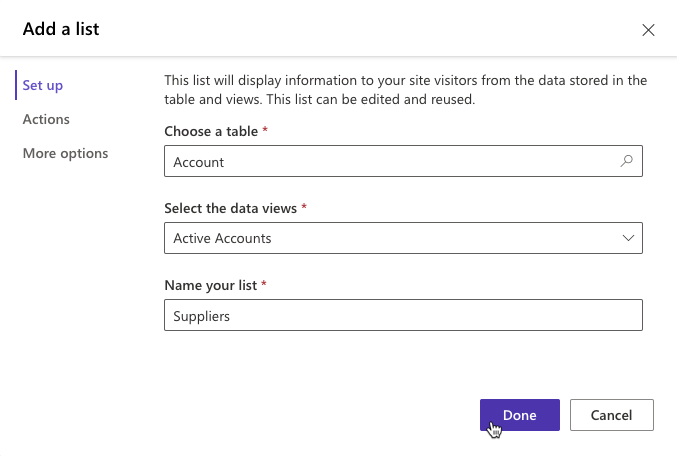 Add a list
Set up
Actions
More options
This list will display information to your site visitors from the data stored in the
table and views. This list can be edited and reused.
Choose a table *
Account
Select the data views *
Active Accounts
Name your list *
Suppliers
Done
Cancel